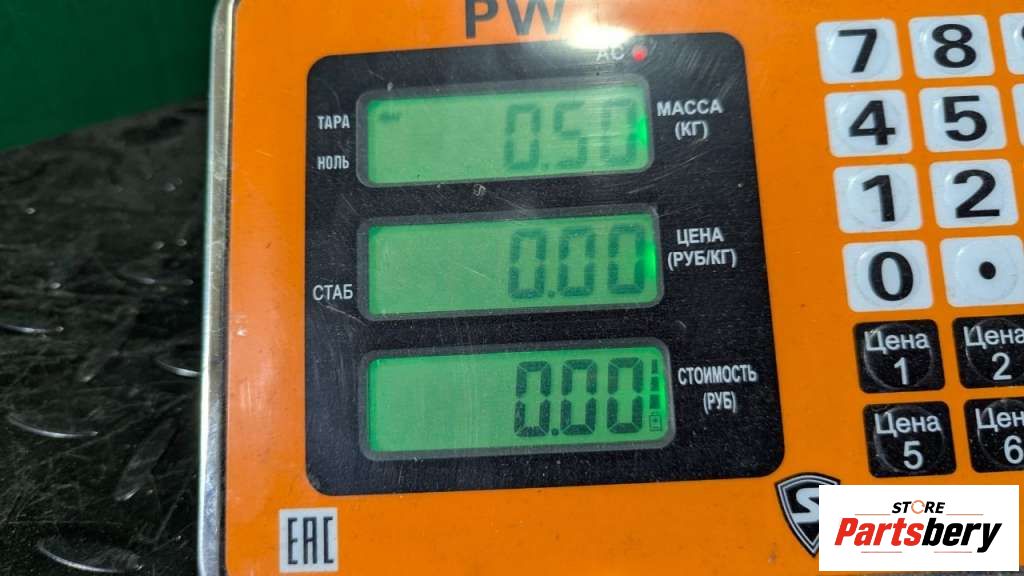 PW
AC
ТАРА
НОЛЬ
0.50
МАССА
(КГ)
СТАБ
0.00
ЦЕНА
(РУБ/КГ)
0.00
СТОИМОСТЬ
(РУБ)
7 8
4 5
1 2
0 .
Цена
1
Цена
2
Цена
5
6
EAC
STORE
Partsbery